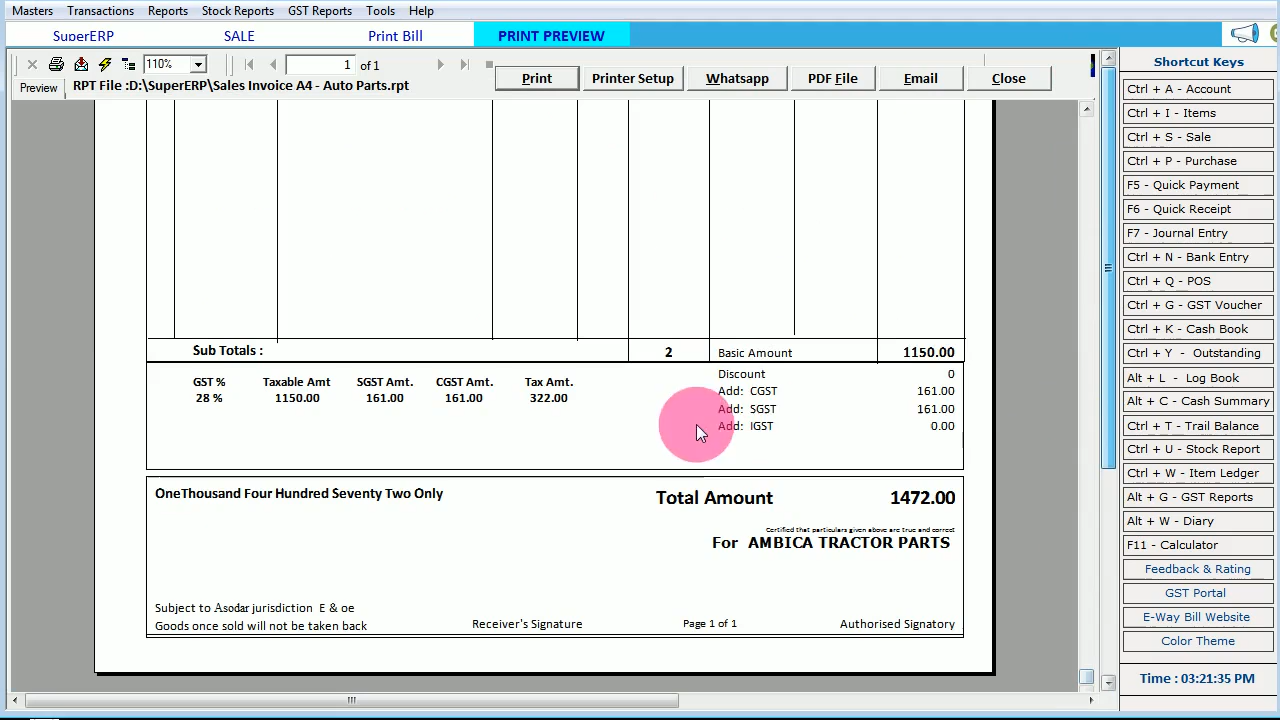 Masters Transactions Reports Stock Reports GST Reports Tools Help
SuperERP SALE Print Bill PRINT PREVIEW
110% 1 of 1
Print Printer Setup Whatsapp PDF File Email Close
Preview RPT File :D:\SuperERP\Sales Invoice A4 - Auto Parts.rpt
Sub Totals : 2 Basic Amount 1150.00
Discount 0
GST % Taxable Amt SGST Amt. CGST Amt. Tax Amt.
Add: CGST 161.00
28 % 1150.00 161.00 161.00 322.00
Add: SGST 161.00
Add: IGST 0.00
OneThousand Four Hundred Seventy Two Only
Total Amount 1472.00
Certified that particulars given above are true and correct
For AMBICA TRACTOR PARTS
Subject to Asodar jurisdiction E & oe
Goods once sold will not be taken back
Receiver's Signature Page 1 of 1 Authorised Signatory
Shortcut Keys
Ctrl + A - Account
Ctrl + I - Items
Ctrl + S - Sale
Ctrl + P - Purchase
F5 - Quick Payment
F6 - Quick Receipt
F7 - Journal Entry
Ctrl + N - Bank Entry
Ctrl + Q - POS
Ctrl + G - GST Voucher
Ctrl + K - Cash Book
Ctrl + Y - Outstanding
Alt + L - Log Book
Alt + C - Cash Summary
Ctrl + T - Trail Balance
Ctrl + U - Stock Report
Ctrl + W - Item Ledger
Alt + G - GST Reports
Alt + W - Diary
F11 - Calculator
Feedback & Rating
GST Portal
E-Way Bill Website
Color Theme
Time : 03:21:35 PM